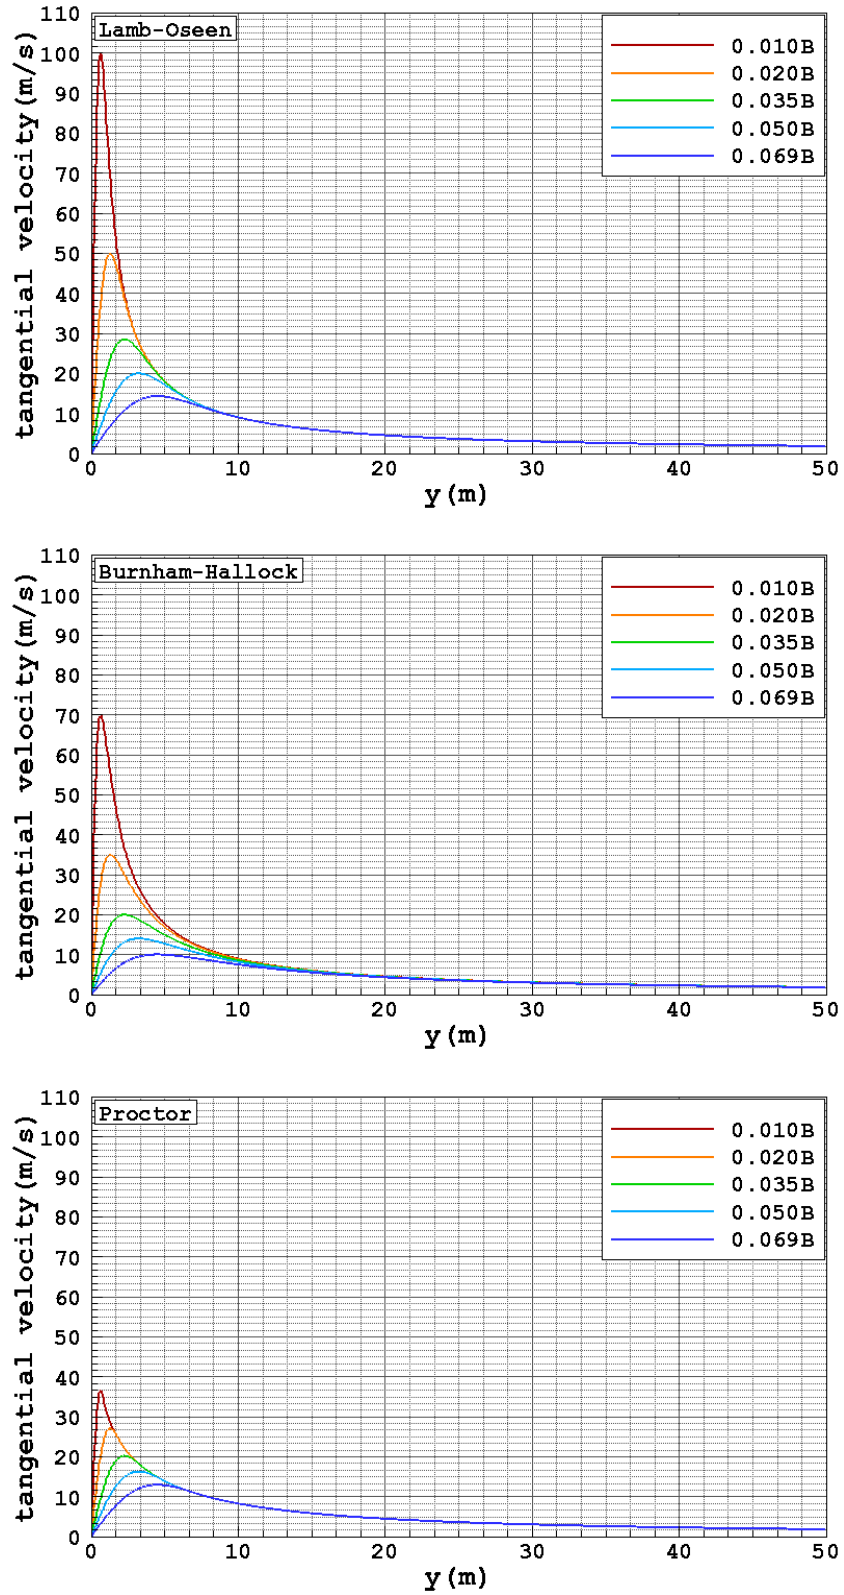 Lamb-Oseen
0.010B
0.020B
0.035B
0.050B
0.069B
tangential velocity(m/s)
110
100
90
80
70
60
50
40
30
20
10
0
0 10 20 30 40 50
y(m)
Burnham-Hallock
0.010B
0.020B
0.035B
0.050B
0.069B
tangential velocity(m/s)
110
100
90
80
70
60
50
40
30
20
10
0
0 10 20 30 40 50
y(m)
Proctor
0.010B
0.020B
0.035B
0.050B
0.069B
tangential velocity(m/s)
110
100
90
80
70
60
50
40
30
20
10
0
0 10 20 30 40 50
y(m)